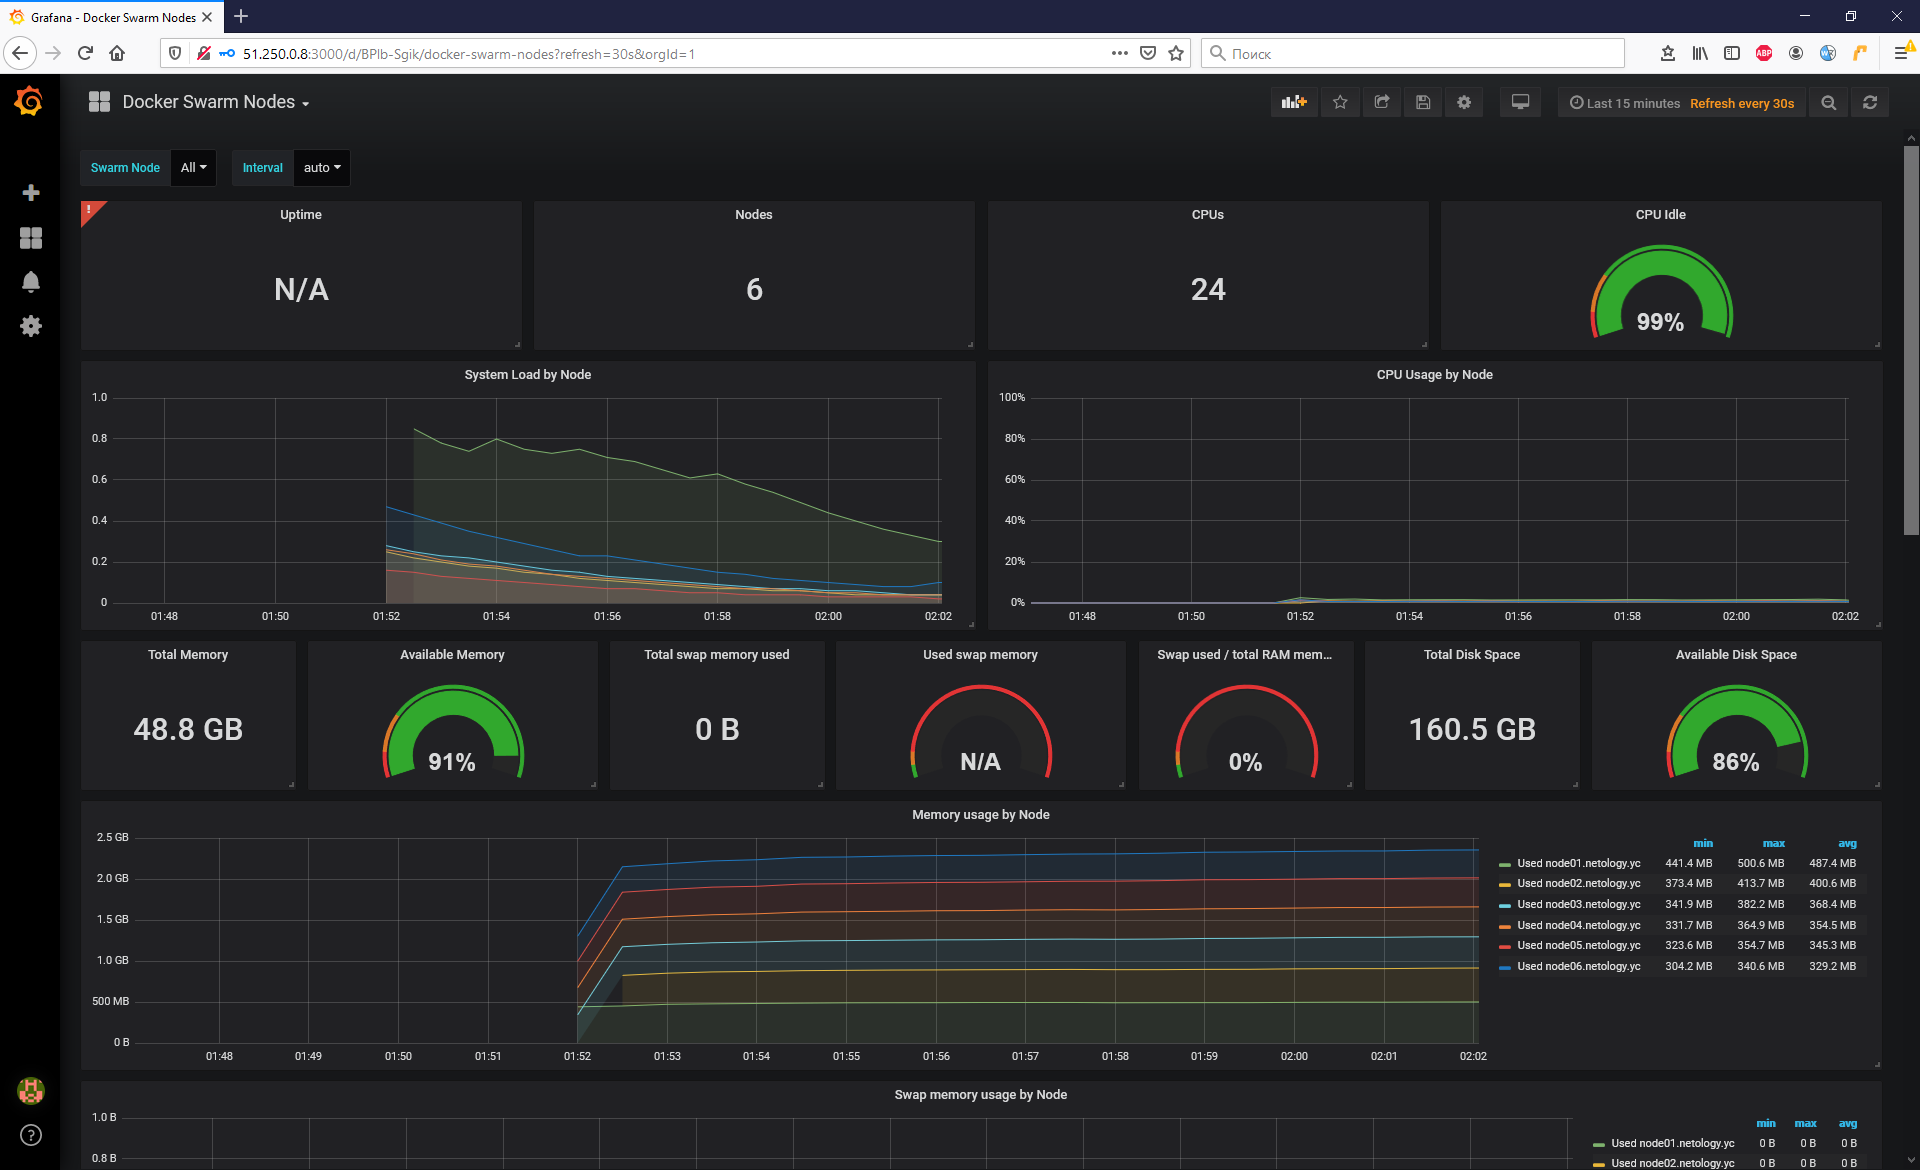 Grafana - Docker Swarm Nodes
51.250.0.8:3000/d/BPlb-Sgik/docker-swarm-nodes?refresh=30s&orgId=1
Поиск
ABP
Docker Swarm Nodes
Last 15 minutes Refresh every 30s
Swarm Node All Interval auto
!
Uptime
N/A
Nodes
6
CPUs
24
CPU Idle
99%
System Load by Node
1.0
0.8
0.6
0.4
0.2
0
01:48 01:50 01:52 01:54 01:56 01:58 02:00 02:02
CPU Usage by Node
100%
80%
60%
40%
20%
0%
01:48 01:50 01:52 01:54 01:56 01:58 02:00 02:02
Total Memory
48.8 GB
Available Memory
91%
Total swap memory used
0 B
Used swap memory
N/A
Swap used / total RAM mem...
0%
Total Disk Space
160.5 GB
Available Disk Space
86%
Memory usage by Node
2.5 GB
2.0 GB
1.5 GB
1.0 GB
500 MB
0 B
01:48 01:49 01:50 01:51 01:52 01:53 01:54 01:55 01:56 01:57 01:58 01:59 02:00 02:01 02:02
min max avg
Used node01.netology.yc 441.4 MB 500.6 MB 487.4 MB
Used node02.netology.yc 373.4 MB 413.7 MB 400.6 MB
Used node03.netology.yc 341.9 MB 382.2 MB 368.4 MB
Used node04.netology.yc 331.7 MB 364.9 MB 354.5 MB
Used node05.netology.yc 323.6 MB 354.7 MB 345.3 MB
Used node06.netology.yc 304.2 MB 340.6 MB 329.2 MB
Swap memory usage by Node
1.0 B
0.8 B
min max avg
Used node01.netology.yc 0 B 0 B 0 B
Used node02.netology.yc 0 B 0 B 0 B
?